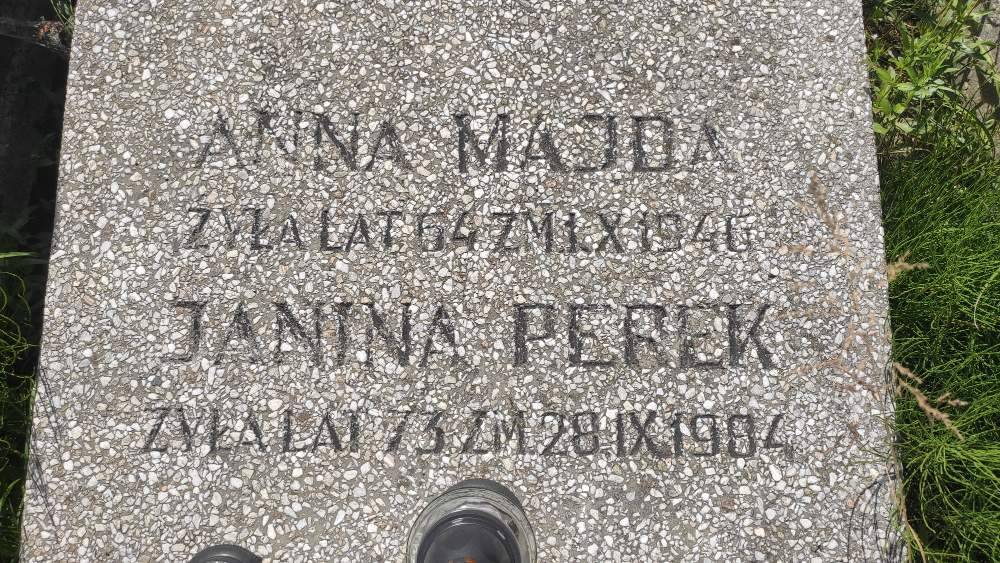 ANNA MAJDA
ŻYŁA LAT 64 ZM 1.X 1946
JANINA PEREK
ŻYŁA LAT 73 ZM 28.IX 1984